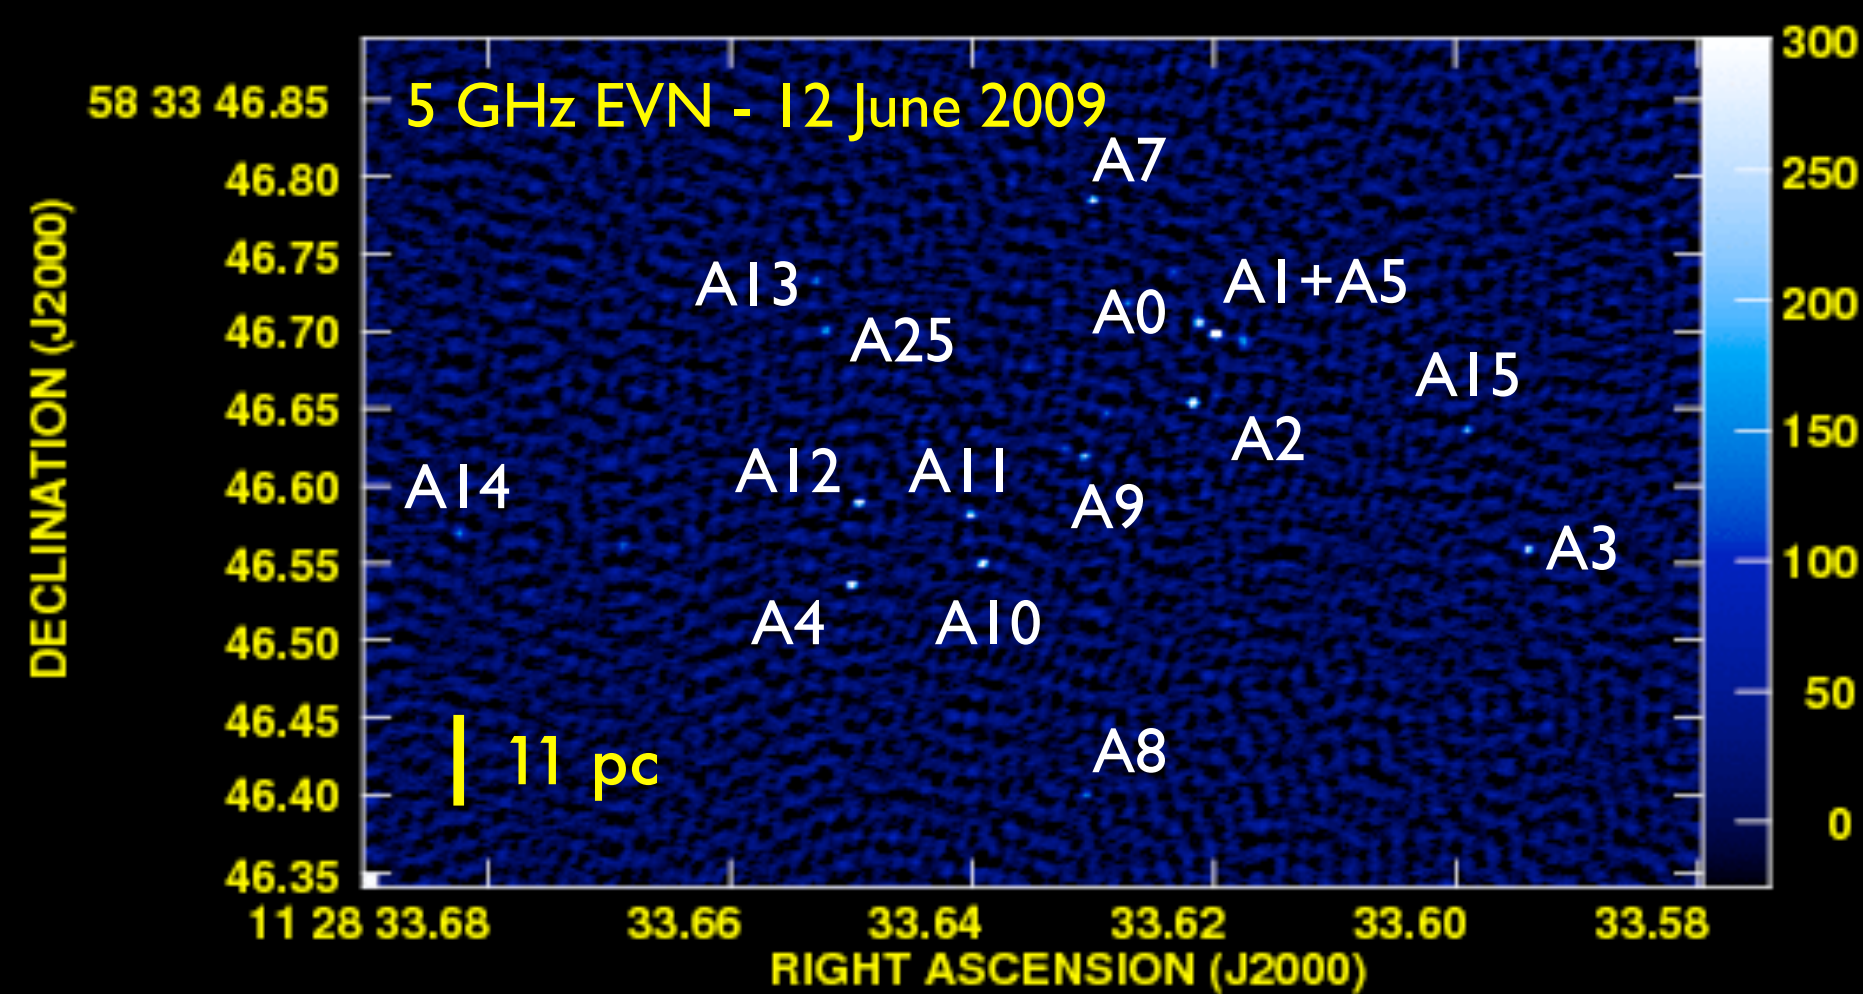 5 GHz EVN - 12 June 2009
A7
A13
A25
A0
A1+A5
A15
A2
A14
A12
A11
A9
A3
A4
A10
A8
11 pc
DECLINATION (J2000)
58 33 46.85
46.80
46.75
46.70
46.65
46.60
46.55
46.50
46.45
46.40
46.35
11 28 33.68
33.66
33.64
33.62
33.60
33.58
RIGHT ASCENSION (J2000)
300
250
200
150
100
50
0